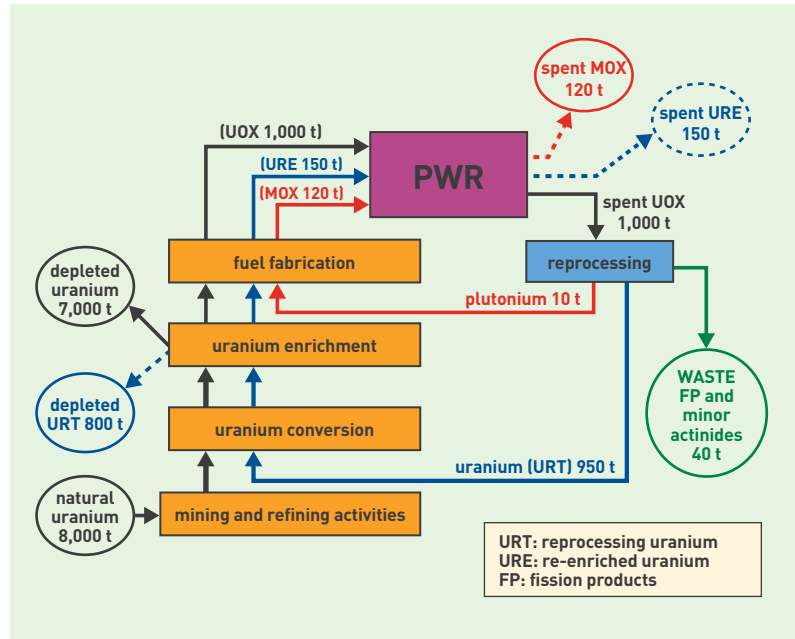 spent MOX
120 t
spent URE
150 t
(UOX 1,000 t)
(URE 150 t)
(MOX 120 t)
PWR
spent UOX
1,000 t
fuel fabrication
reprocessing
depleted
uranium
7,000 t
plutonium 10 t
uranium enrichment
depleted
URT 800 t
WASTE
FP and
minor
actinides
40 t
uranium conversion
uranium (URT) 950 t
natural
uranium
8,000 t
mining and refining activities
URT: reprocessing uranium
URE: re-enriched uranium
FP: fission products